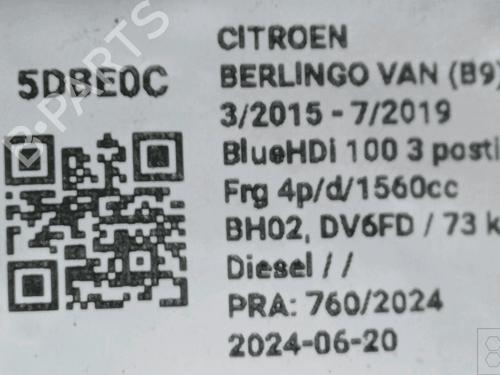 5DBE0C
CITROEN
BERLINGO VAN (B9)
3/2015 - 7/2019
BlueHDi 100 3 posti
Frg 4p/d/1560cc
BH02, DV6FD / 73 k
Diesel / /
PRA: 760/2024
2024-06-20
B-PARTS